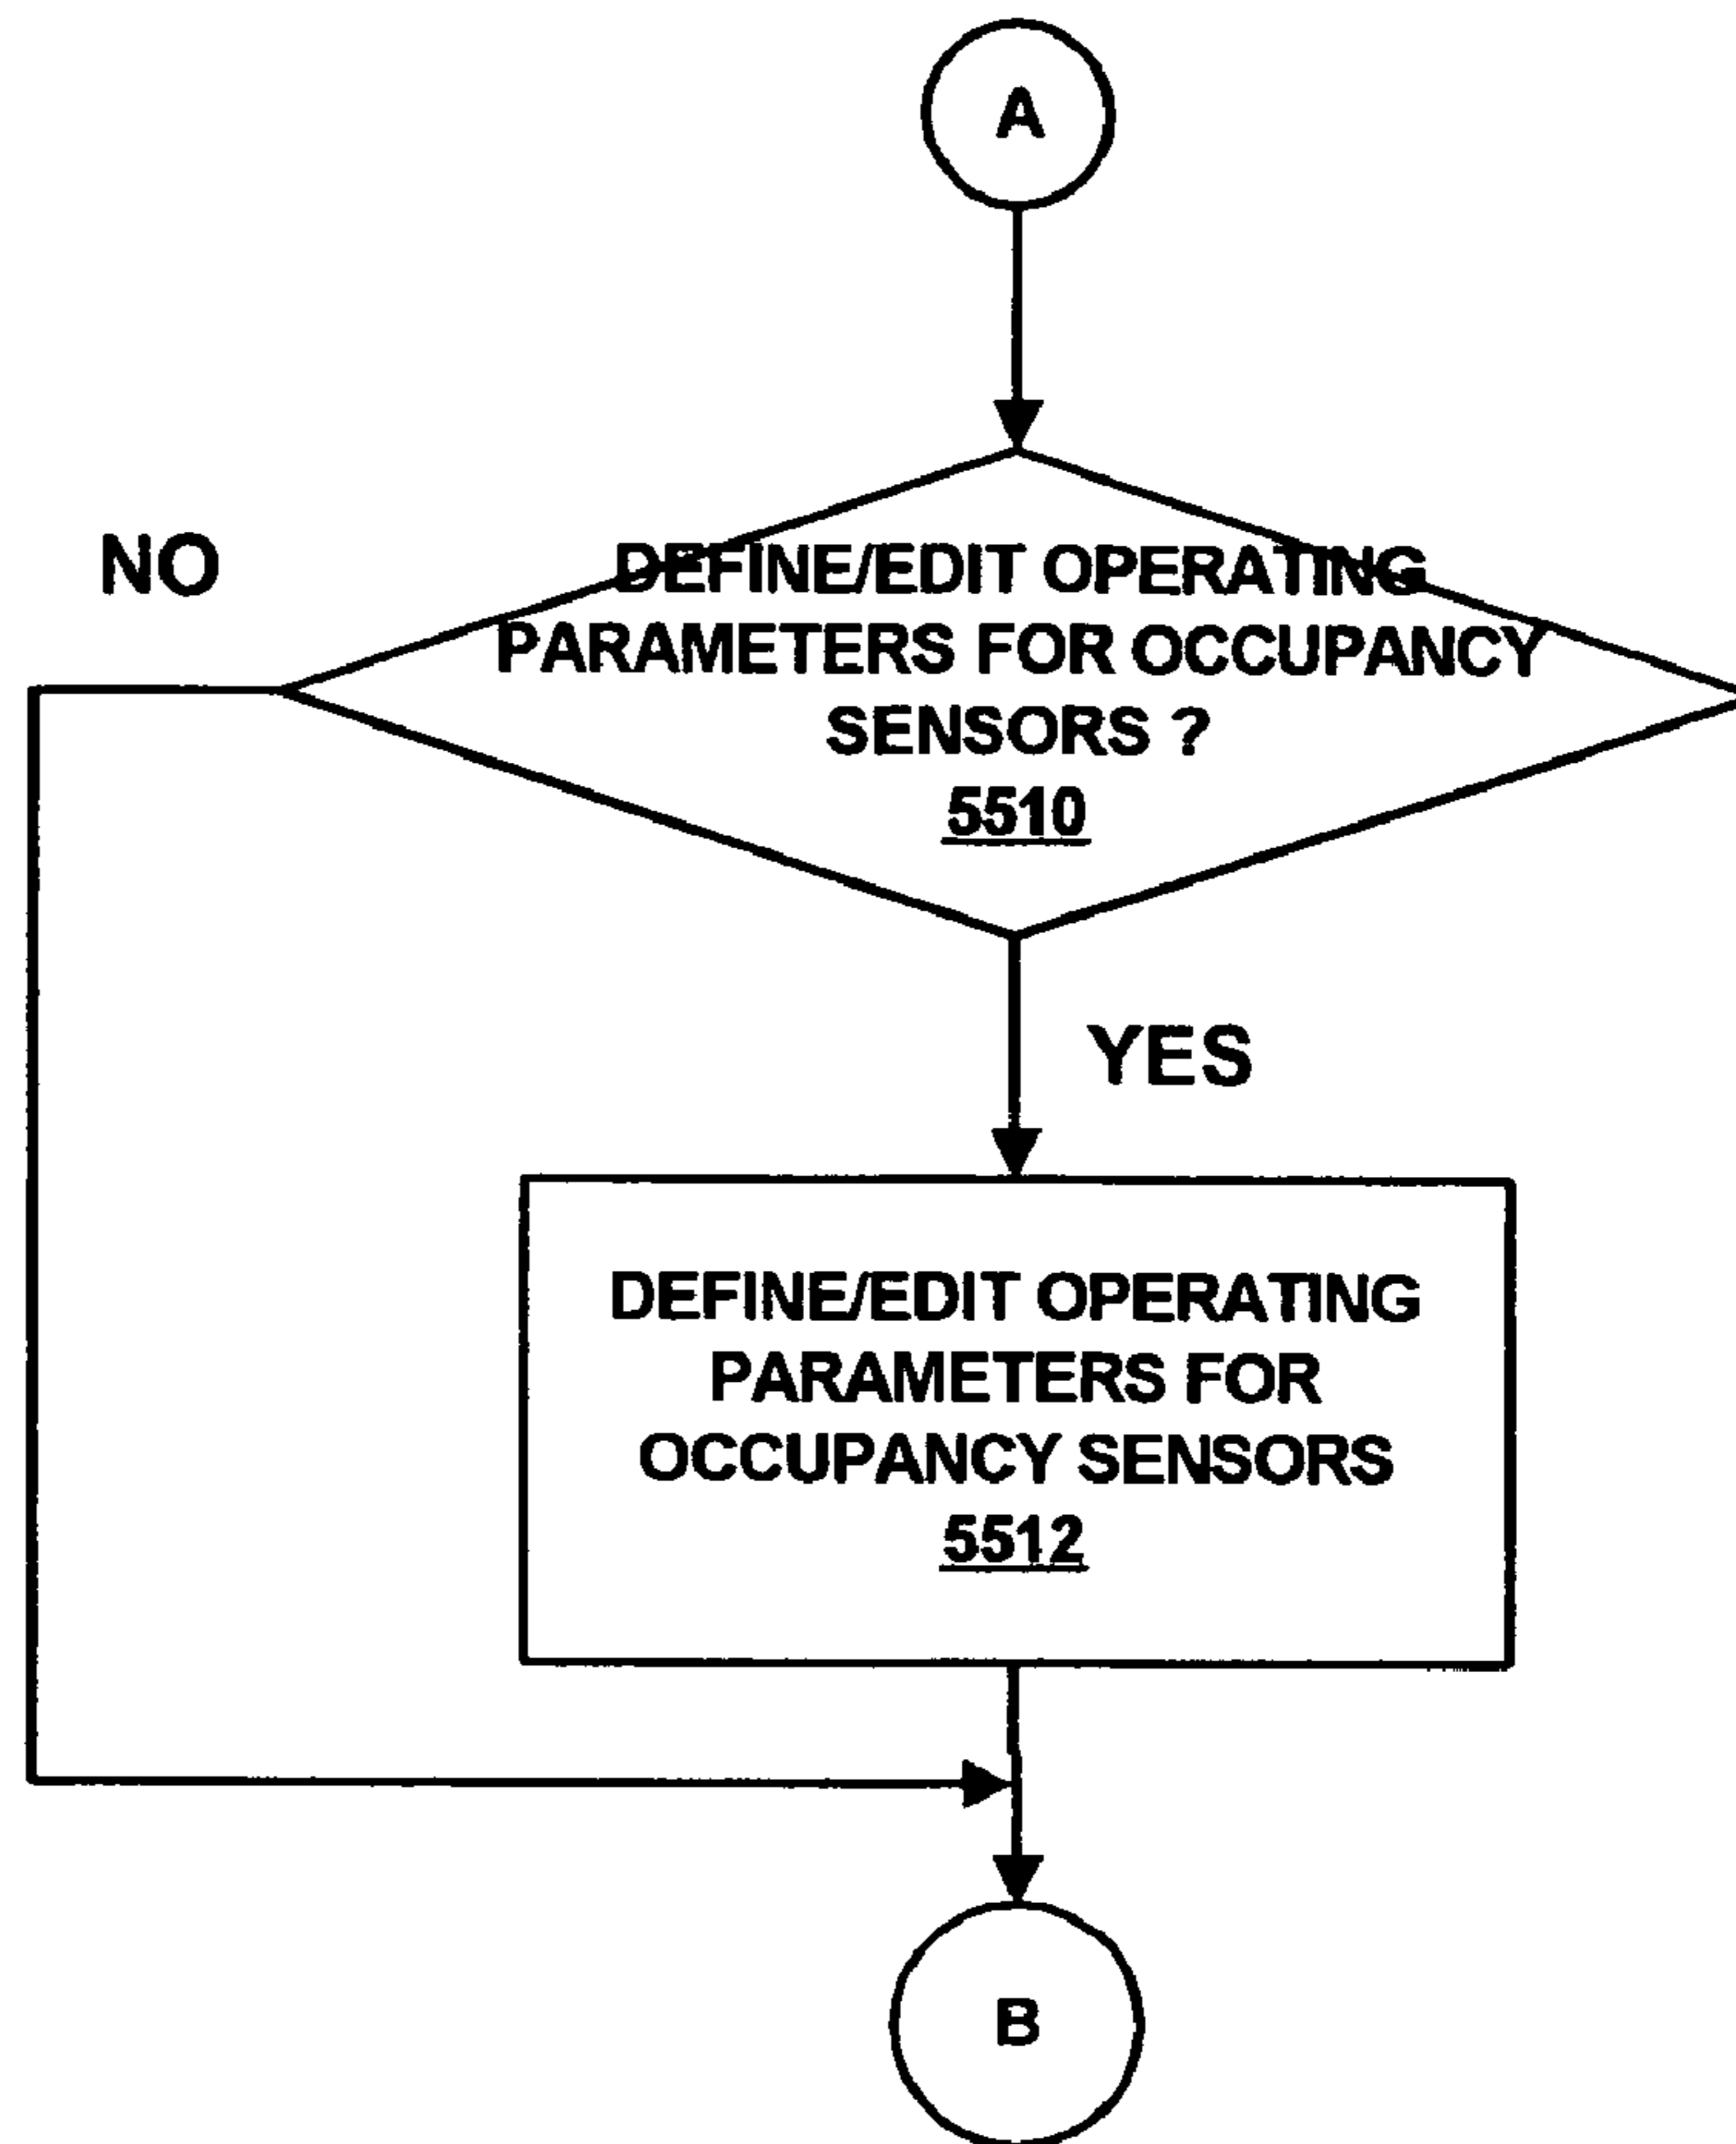 A
NO
DEFINE/EDIT OPERATING
PARAMETERS FOR OCCUPANCY
SENSORS ?
5510
YES
DEFINE/EDIT OPERATING
PARAMETERS FOR
OCCUPANCY SENSORS
5512
B